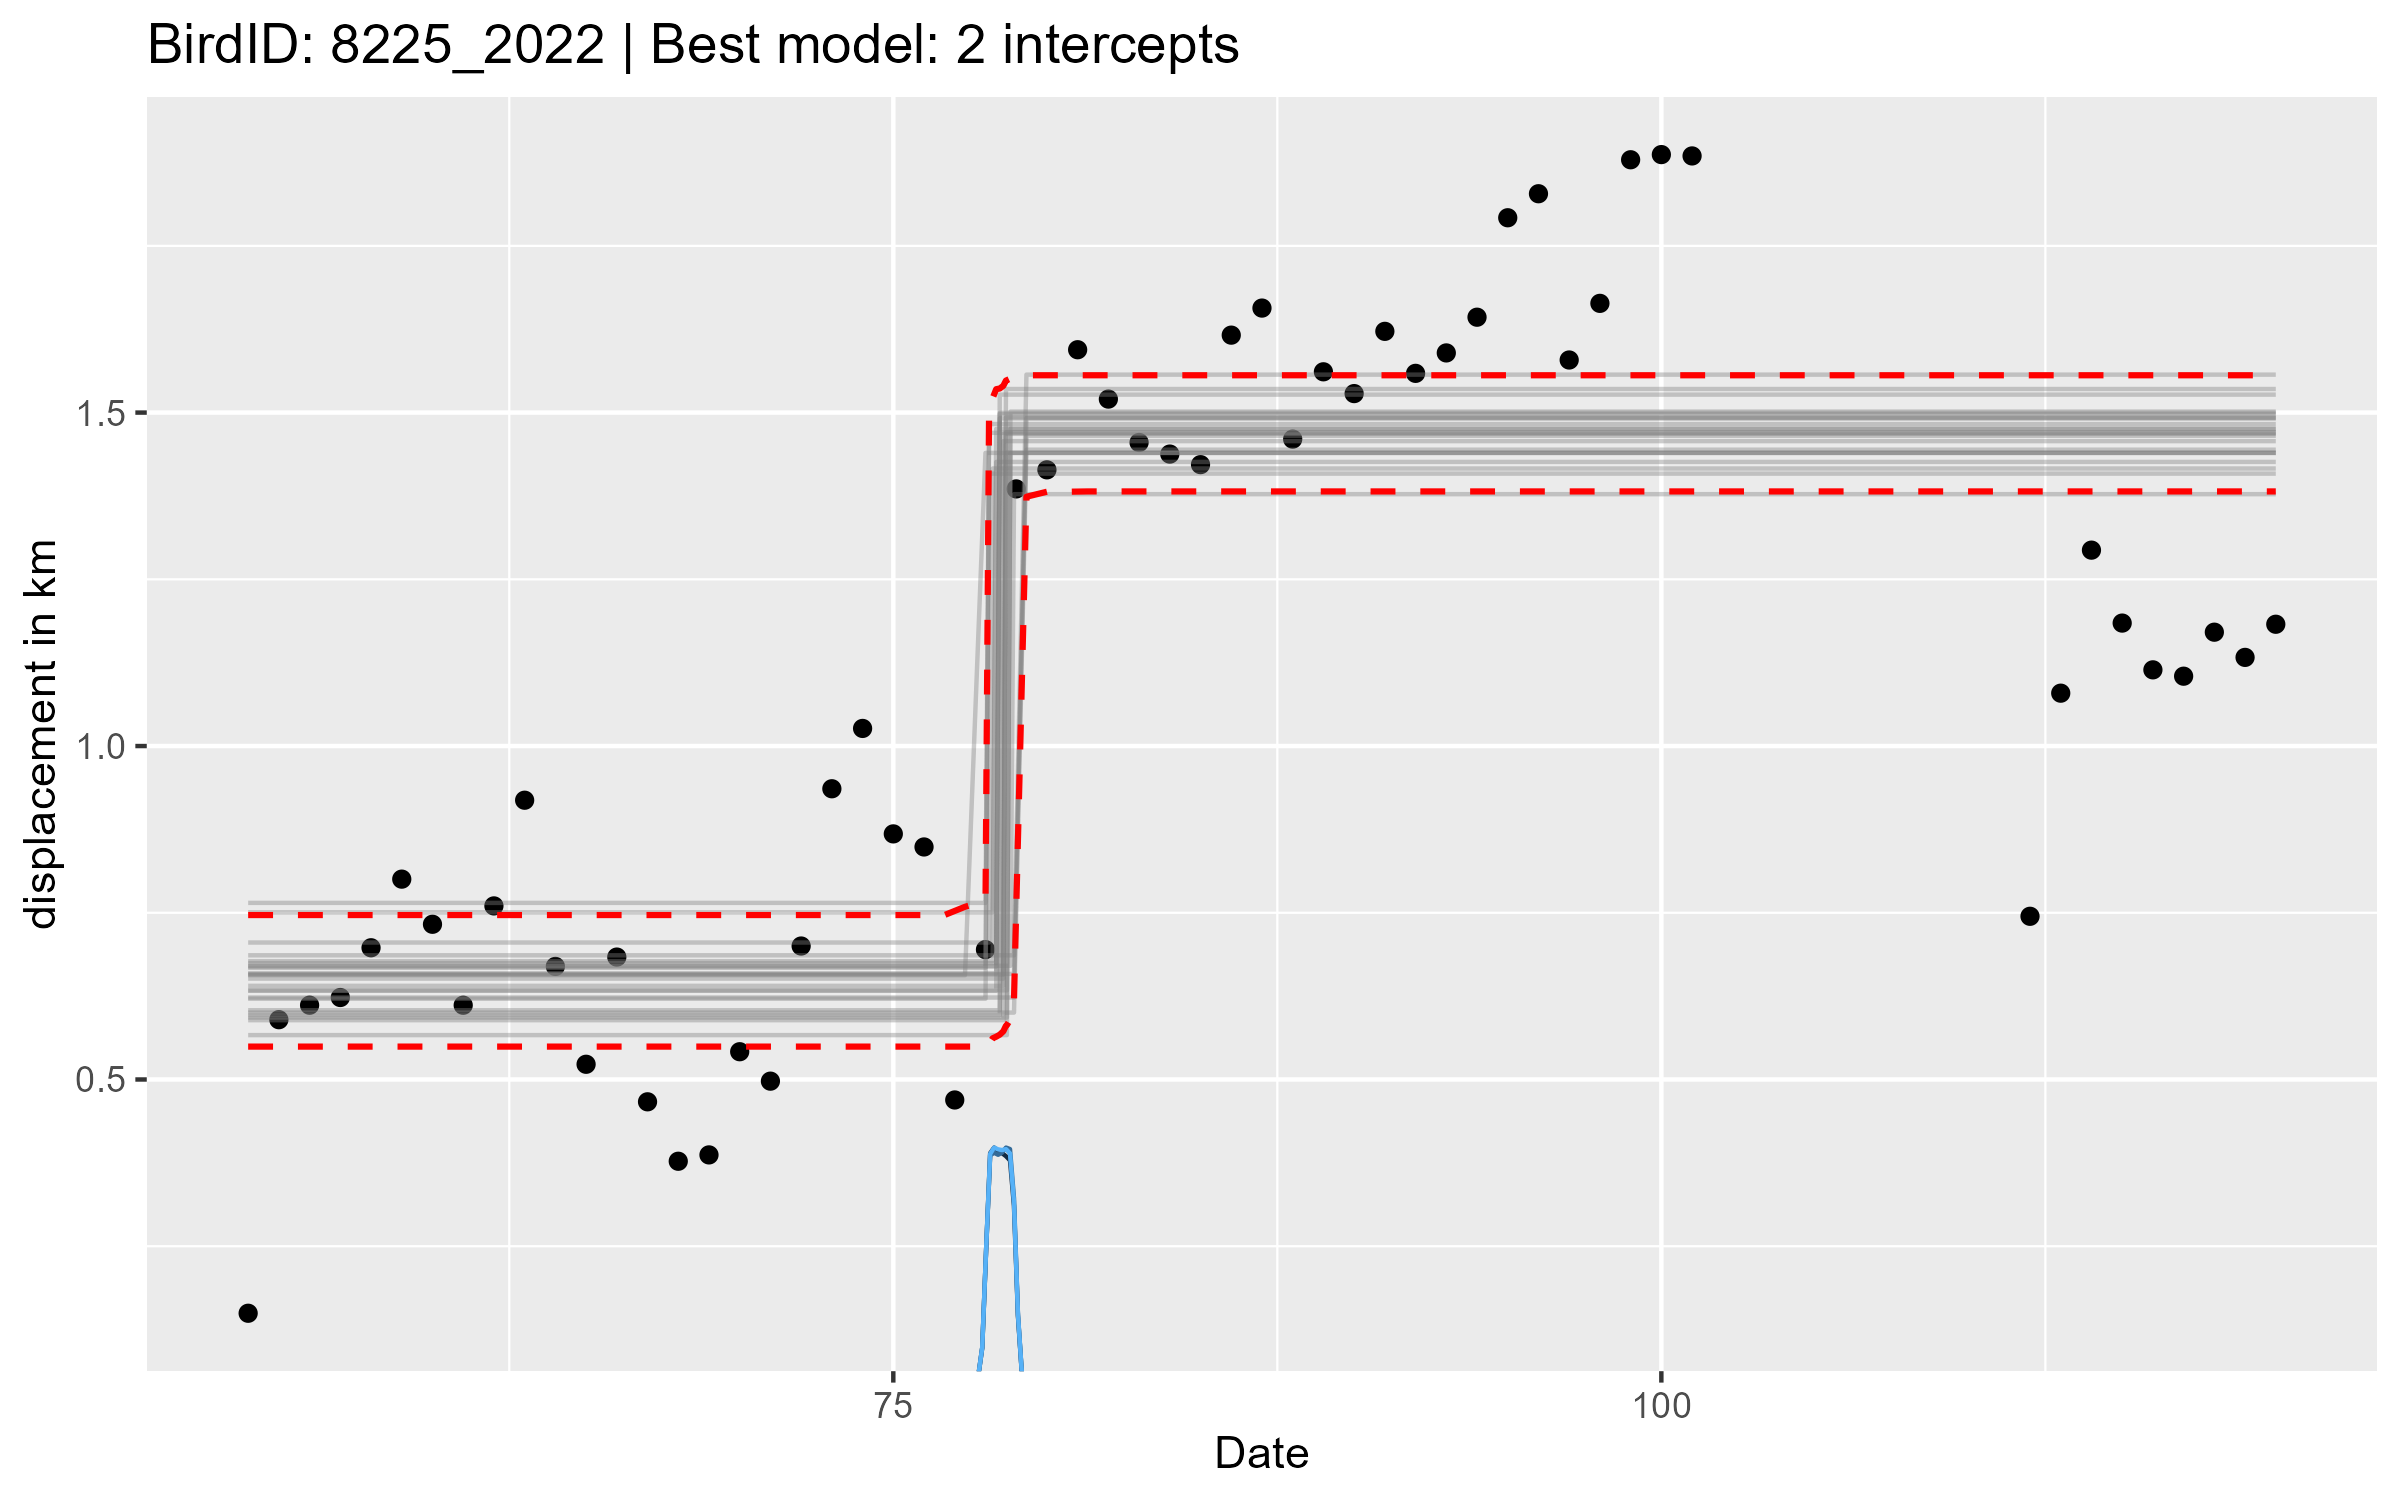 BirdID: 8225_2022 | Best model: 2 intercepts
displacement in km
1.5
1.0
0.5
75
100
Date